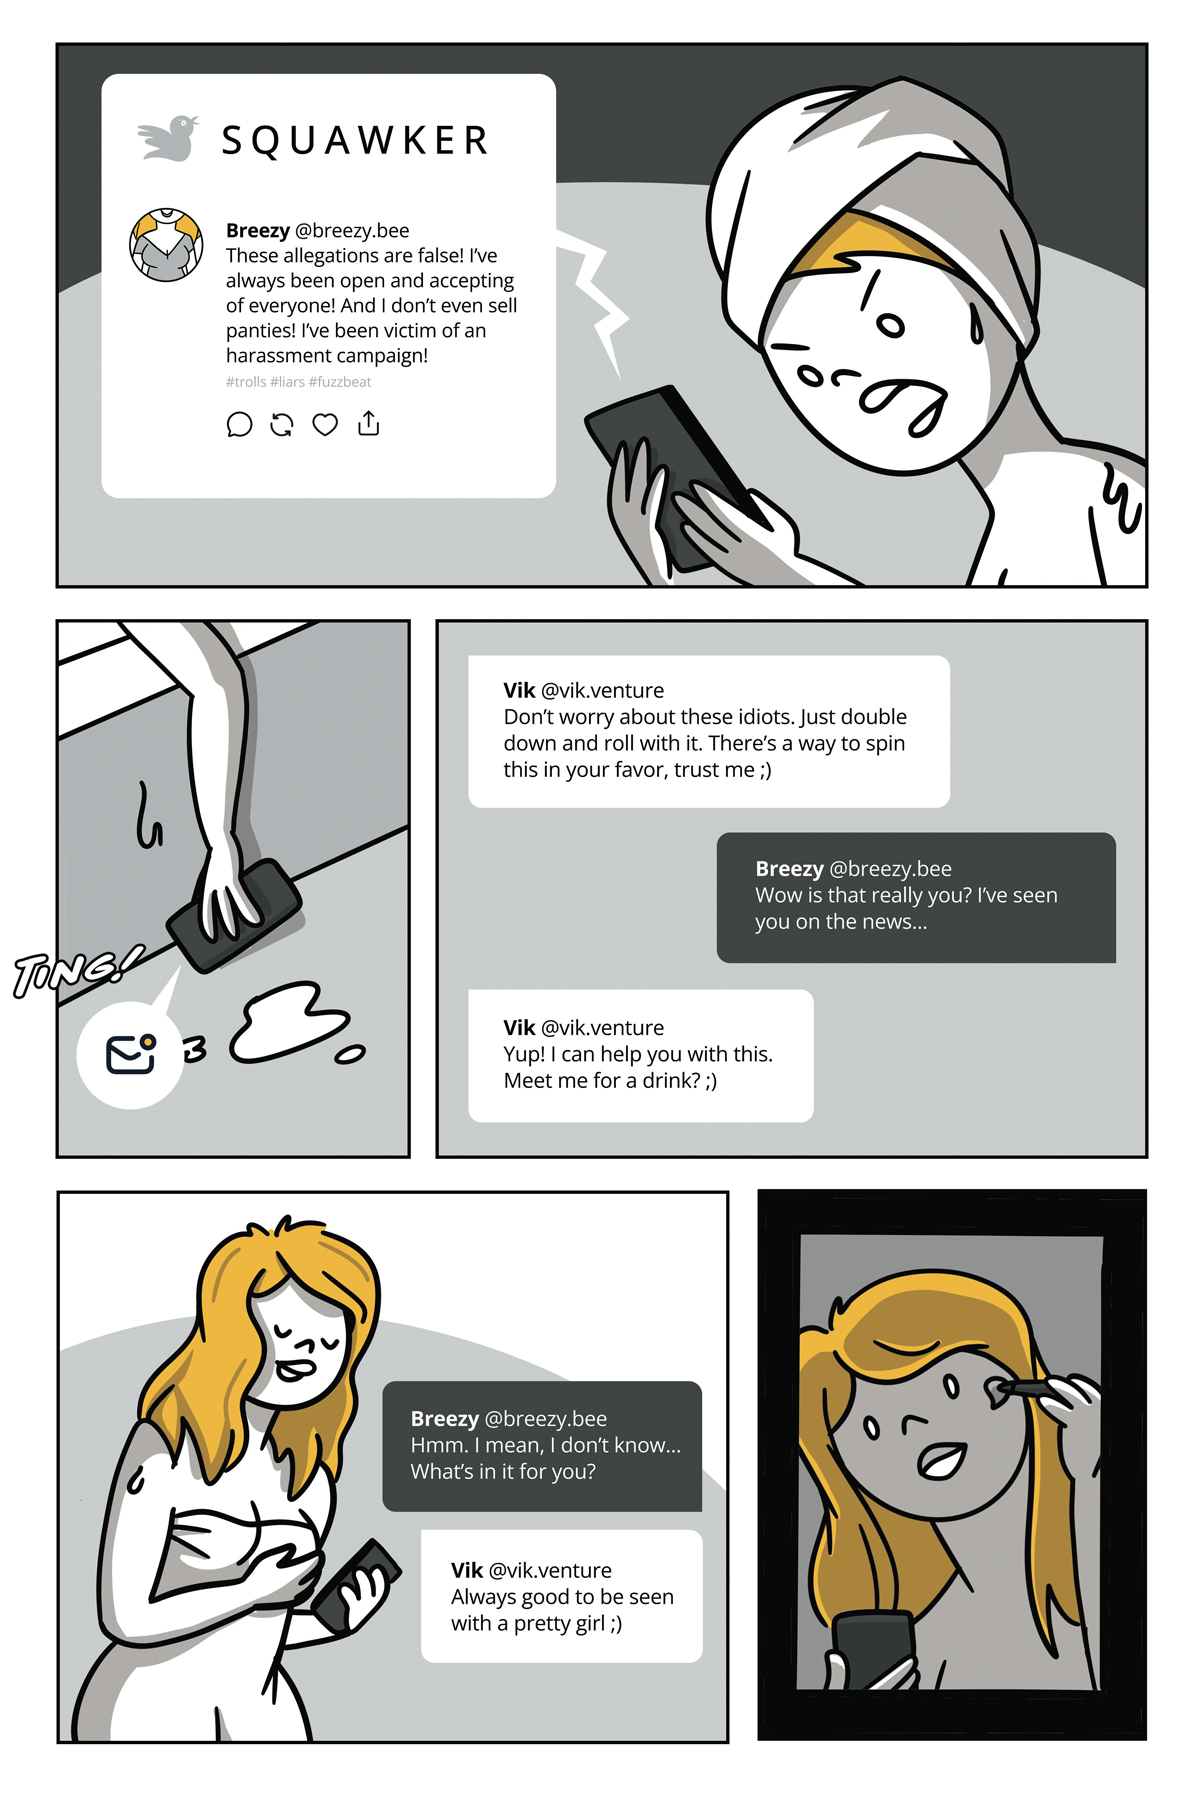 SQUAWKER
Breezy @breezy.bee
These allegations are false! I've
always been open and accepting
of everyone! And I don't even sell
panties! I've been victim of an
harassment campaign!
#trolls #liars #fuzzbeat
TING!
Vik @vik.venture
Don't worry about these idiots. Just double
down and roll with it. There's a way to spin
this in your favor, trust me ;)
Breezy @breezy.bee
Wow is that really you? I've seen
you on the news...
Vik @vik.venture
Yup! I can help you with this.
Meet me for a drink? ;)
Breezy @breezy.bee
Hmm. I mean, I don't know...
What's in it for you?
Vik @vik.venture
Always good to be seen
with a pretty girl ;)